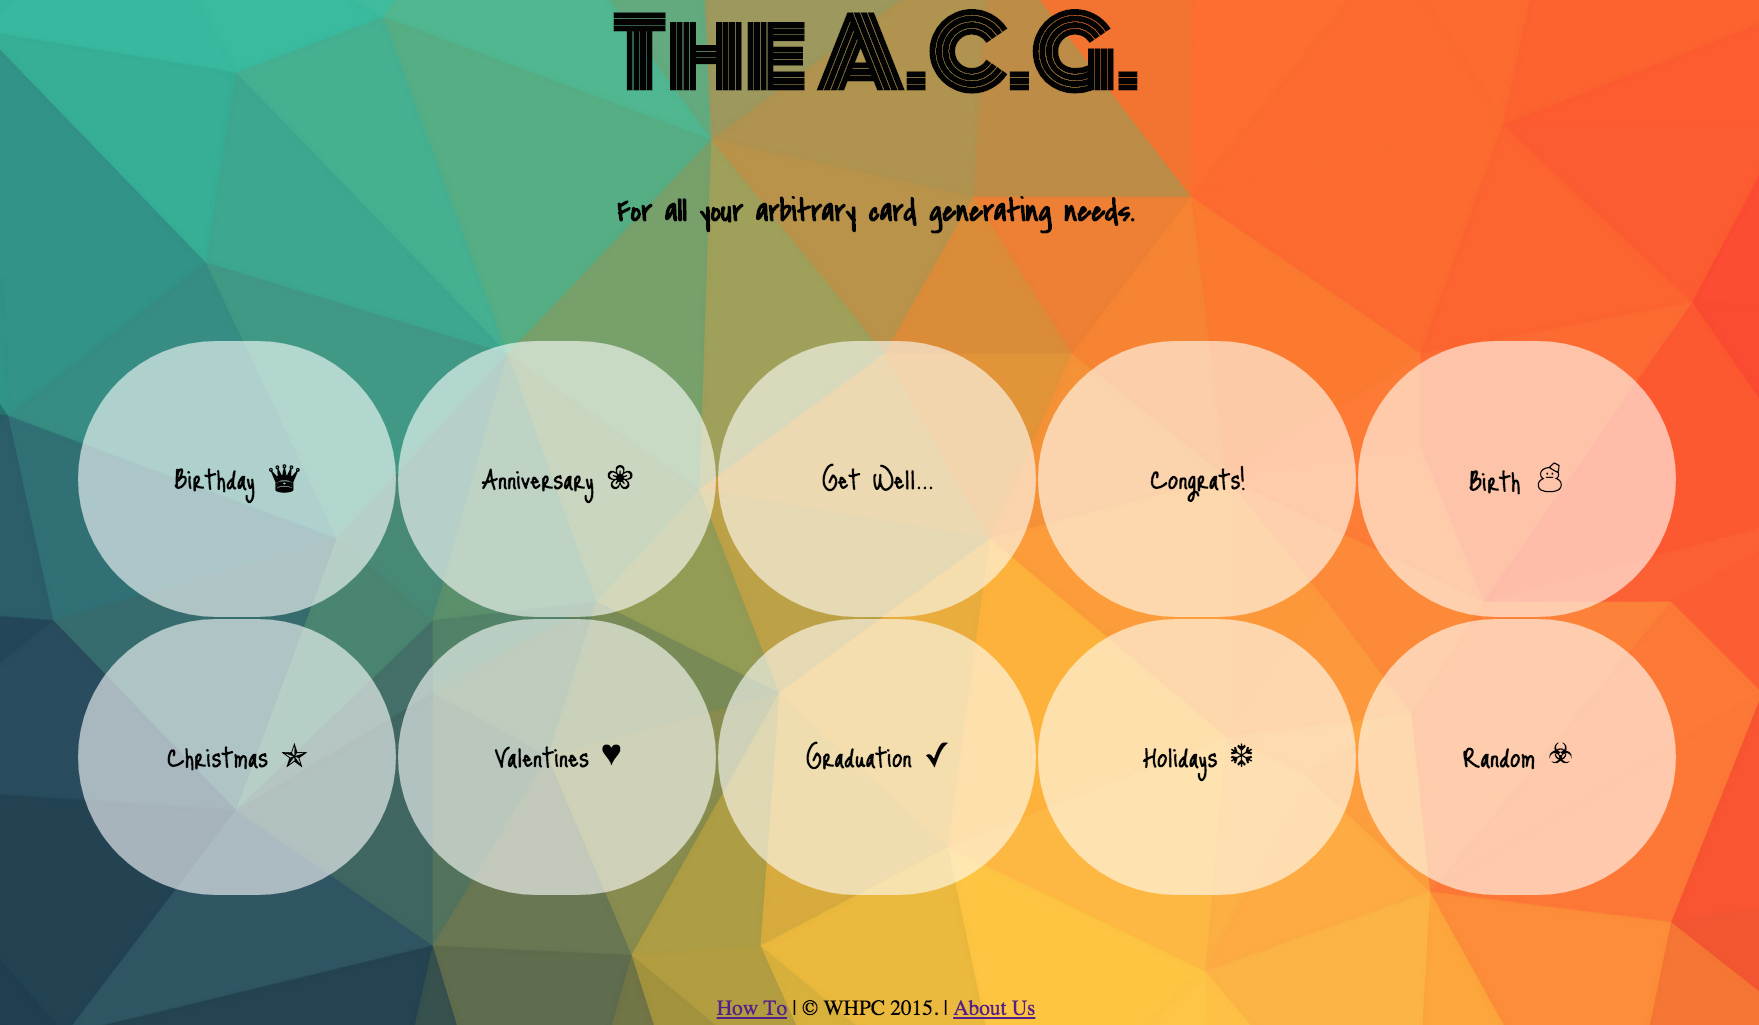 THE A.C.G.
For all your arbitrary card generating needs.
Birthday ♛
Anniversary ❀
Get Well...
Congrats!
Birth ☃
Christmas ✯
Valentines ♥
Graduation ✓
Holidays ❄
Random ☣
How To | © WHPC 2015. | About Us